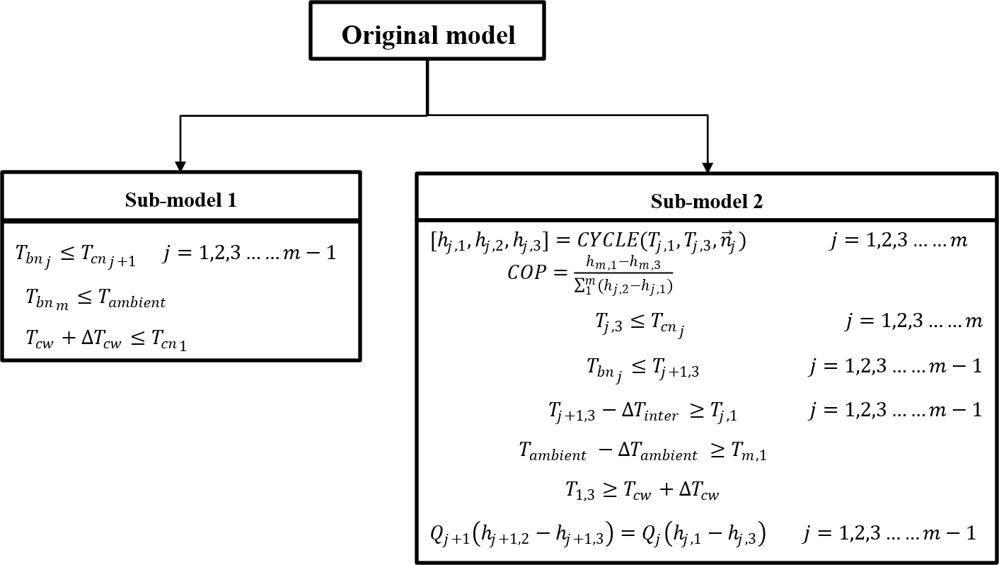 Original model
Sub-model 1
T_{bn_j} ≤ T_{cn_{j+1}} j = 1,2,3 … … m − 1
T_{bn_m} ≤ T_{ambient}
T_{cw} + ΔT_{cw} ≤ T_{cn_1}
Sub-model 2
[h_{j,1}, h_{j,2}, h_{j,3}] = CYCLE(T_{j,1}, T_{j,3}, \vec{n}_j) j = 1,2,3 … … m
COP = \frac{h_{m,1}−h_{m,3}}{∑_1^m(h_{j,2}−h_{j,1})}
T_{j,3} ≤ T_{cn_j} j = 1,2,3 … … m
T_{bn_j} ≤ T_{j+1,3} j = 1,2,3 … … m − 1
T_{j+1,3} − ΔT_{inter} ≥ T_{j,1} j = 1,2,3 … … m − 1
T_{ambient} − ΔT_{ambient} ≥ T_{m,1}
T_{1,3} ≥ T_{cw} + ΔT_{cw}
Q_{j+1}(h_{j+1,2} − h_{j+1,3}) = Q_j(h_{j,1} − h_{j,3}) j = 1,2,3 … … m − 1